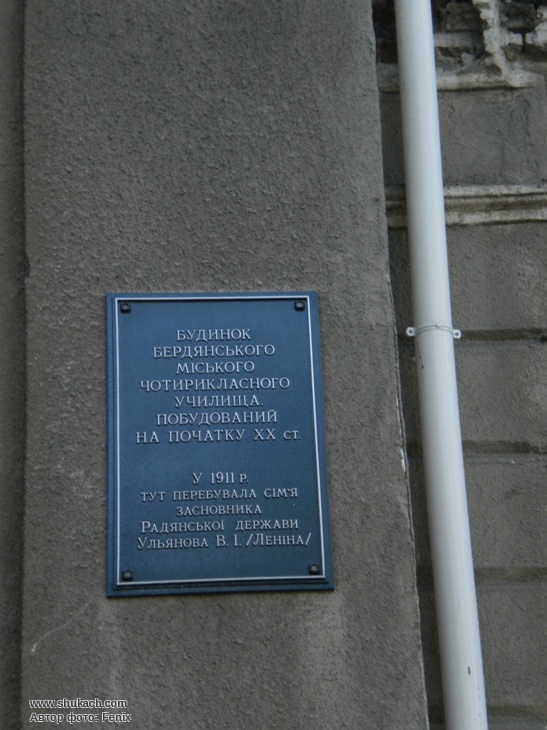 БУДИНОК
БЕРДЯНСЬКОГО
МІСЬКОГО
ЧОТИРИКЛАСНОГО
УЧИЛИЩА.
ПОБУДОВАНИЙ
НА ПОЧАТКУ XX СТ.
У 1911 Р.
ТУТ ПЕРЕБУВАЛА СІМ'Я
ЗАСНОВНИКА
РАДЯНСЬКОЇ ДЕРЖАВИ
УЛЬЯНОВА В. І. /ЛЕНІНА/
www.shukach.com
Автор фото: Fenix